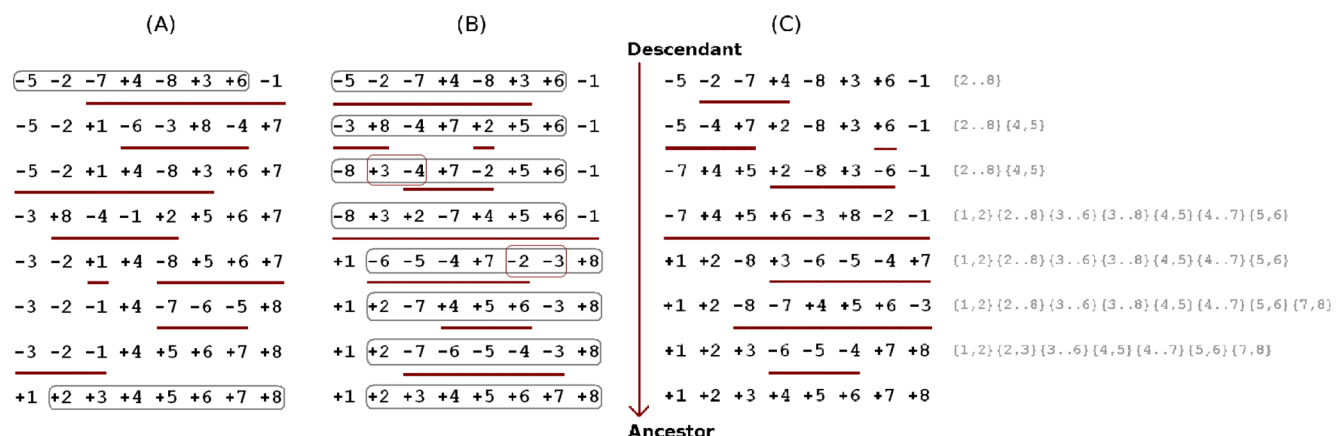 (A) (B) (C)
Descendant
-5 -2 -7 +4 -8 +3 +6 -1 -5 -2 -7 +4 -8 +3 +6 -1 -5 -2 -7 +4 -8 +3 +6 -1 {2..8}
-5 -2 +1 -6 -3 +8 -4 +7 -3 +8 -4 +7 +2 +5 +6 -1 -5 -4 +7 +2 -8 +3 +6 -1 {2..8}{4,5}
-5 -2 +1 +4 -8 +3 +6 +7 -8 +3 -4 +7 -2 +5 +6 -1 -7 +4 +5 +2 -8 +3 -6 -1 {2..8}{4,5}
-3 +8 -4 -1 +2 +5 +6 +7 -8 +3 +2 -7 +4 +5 +6 -1 -7 +4 +5 +6 -3 +8 -2 -1 {1,2}{2..8}{3..6}{3..8}{4,5}{4..7}{5,6}
-3 -2 +1 +4 -8 +5 +6 +7 +1 -6 -5 -4 +7 -2 -3 +8 +1 +2 -8 +3 -6 -5 -4 +7 {1,2}{2..8}{3..6}{3..8}{4,5}{4..7}{5,6}
-3 -2 -1 +4 -7 -6 -5 +8 +1 +2 -7 +4 +5 +6 -3 +8 +1 +2 -8 -7 +4 +5 +6 -3 {1,2}{2..8}{3..6}{3..8}{4,5}{4..7}{5,6}{7,8}
-3 -2 -1 +4 +5 +6 +7 +8 +1 +2 -7 -6 -5 -4 -3 +8 +1 +2 +3 -6 -5 -4 +7 +8 {1,2}{2,3}{3..6}{4,5}{4..7}{5,6}{7,8}
+1 +2 +3 +4 +5 +6 +7 +8 +1 +2 +3 +4 +5 +6 +7 +8 +1 +2 +3 +4 +5 +6 +7 +8
Ancestor